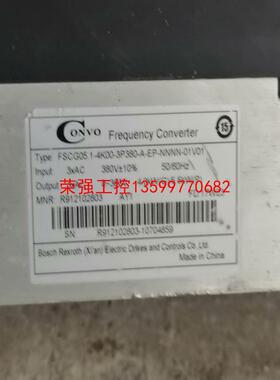 CONVO Frequency Converter
15
Type: FSCG05.1-4K00-3P380-A-EP-NNNN-01V01
Input: 3xAC 380V±10% 50/60Hz
Output:
荣强工控13599770682
MNR: R912102803 AY1
SN R912102803-10704859
Bosch Rexroth (Xi'an) Electric Drives and Controls Co., Ltd.
Made in China